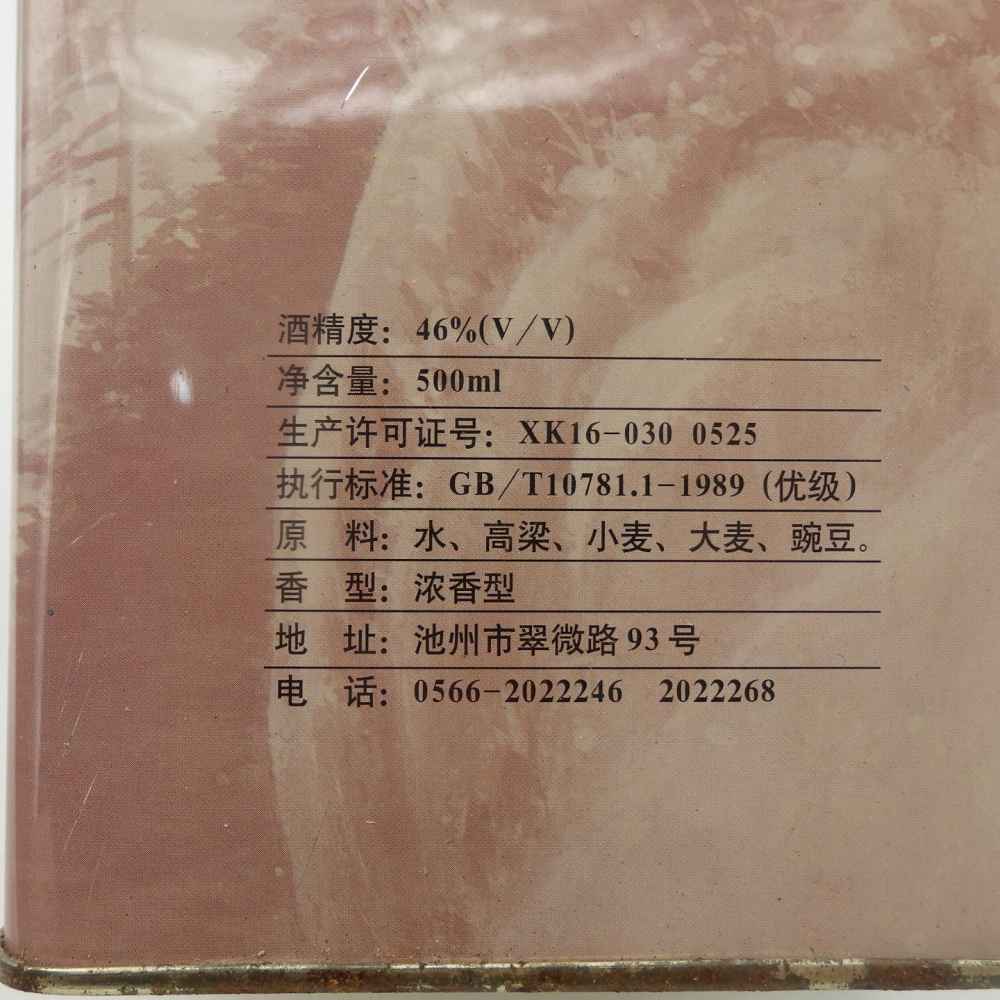 酒精度：46%(V/V)
净含量：500ml
生产许可证号：XK16-030 0525
执行标准：GB/T10781.1-1989（优级）
原　料：水、高粱、小麦、大麦、豌豆。
香　型：浓香型
地　址：池州市翠微路93号
电　话：0566-2022246　2022268